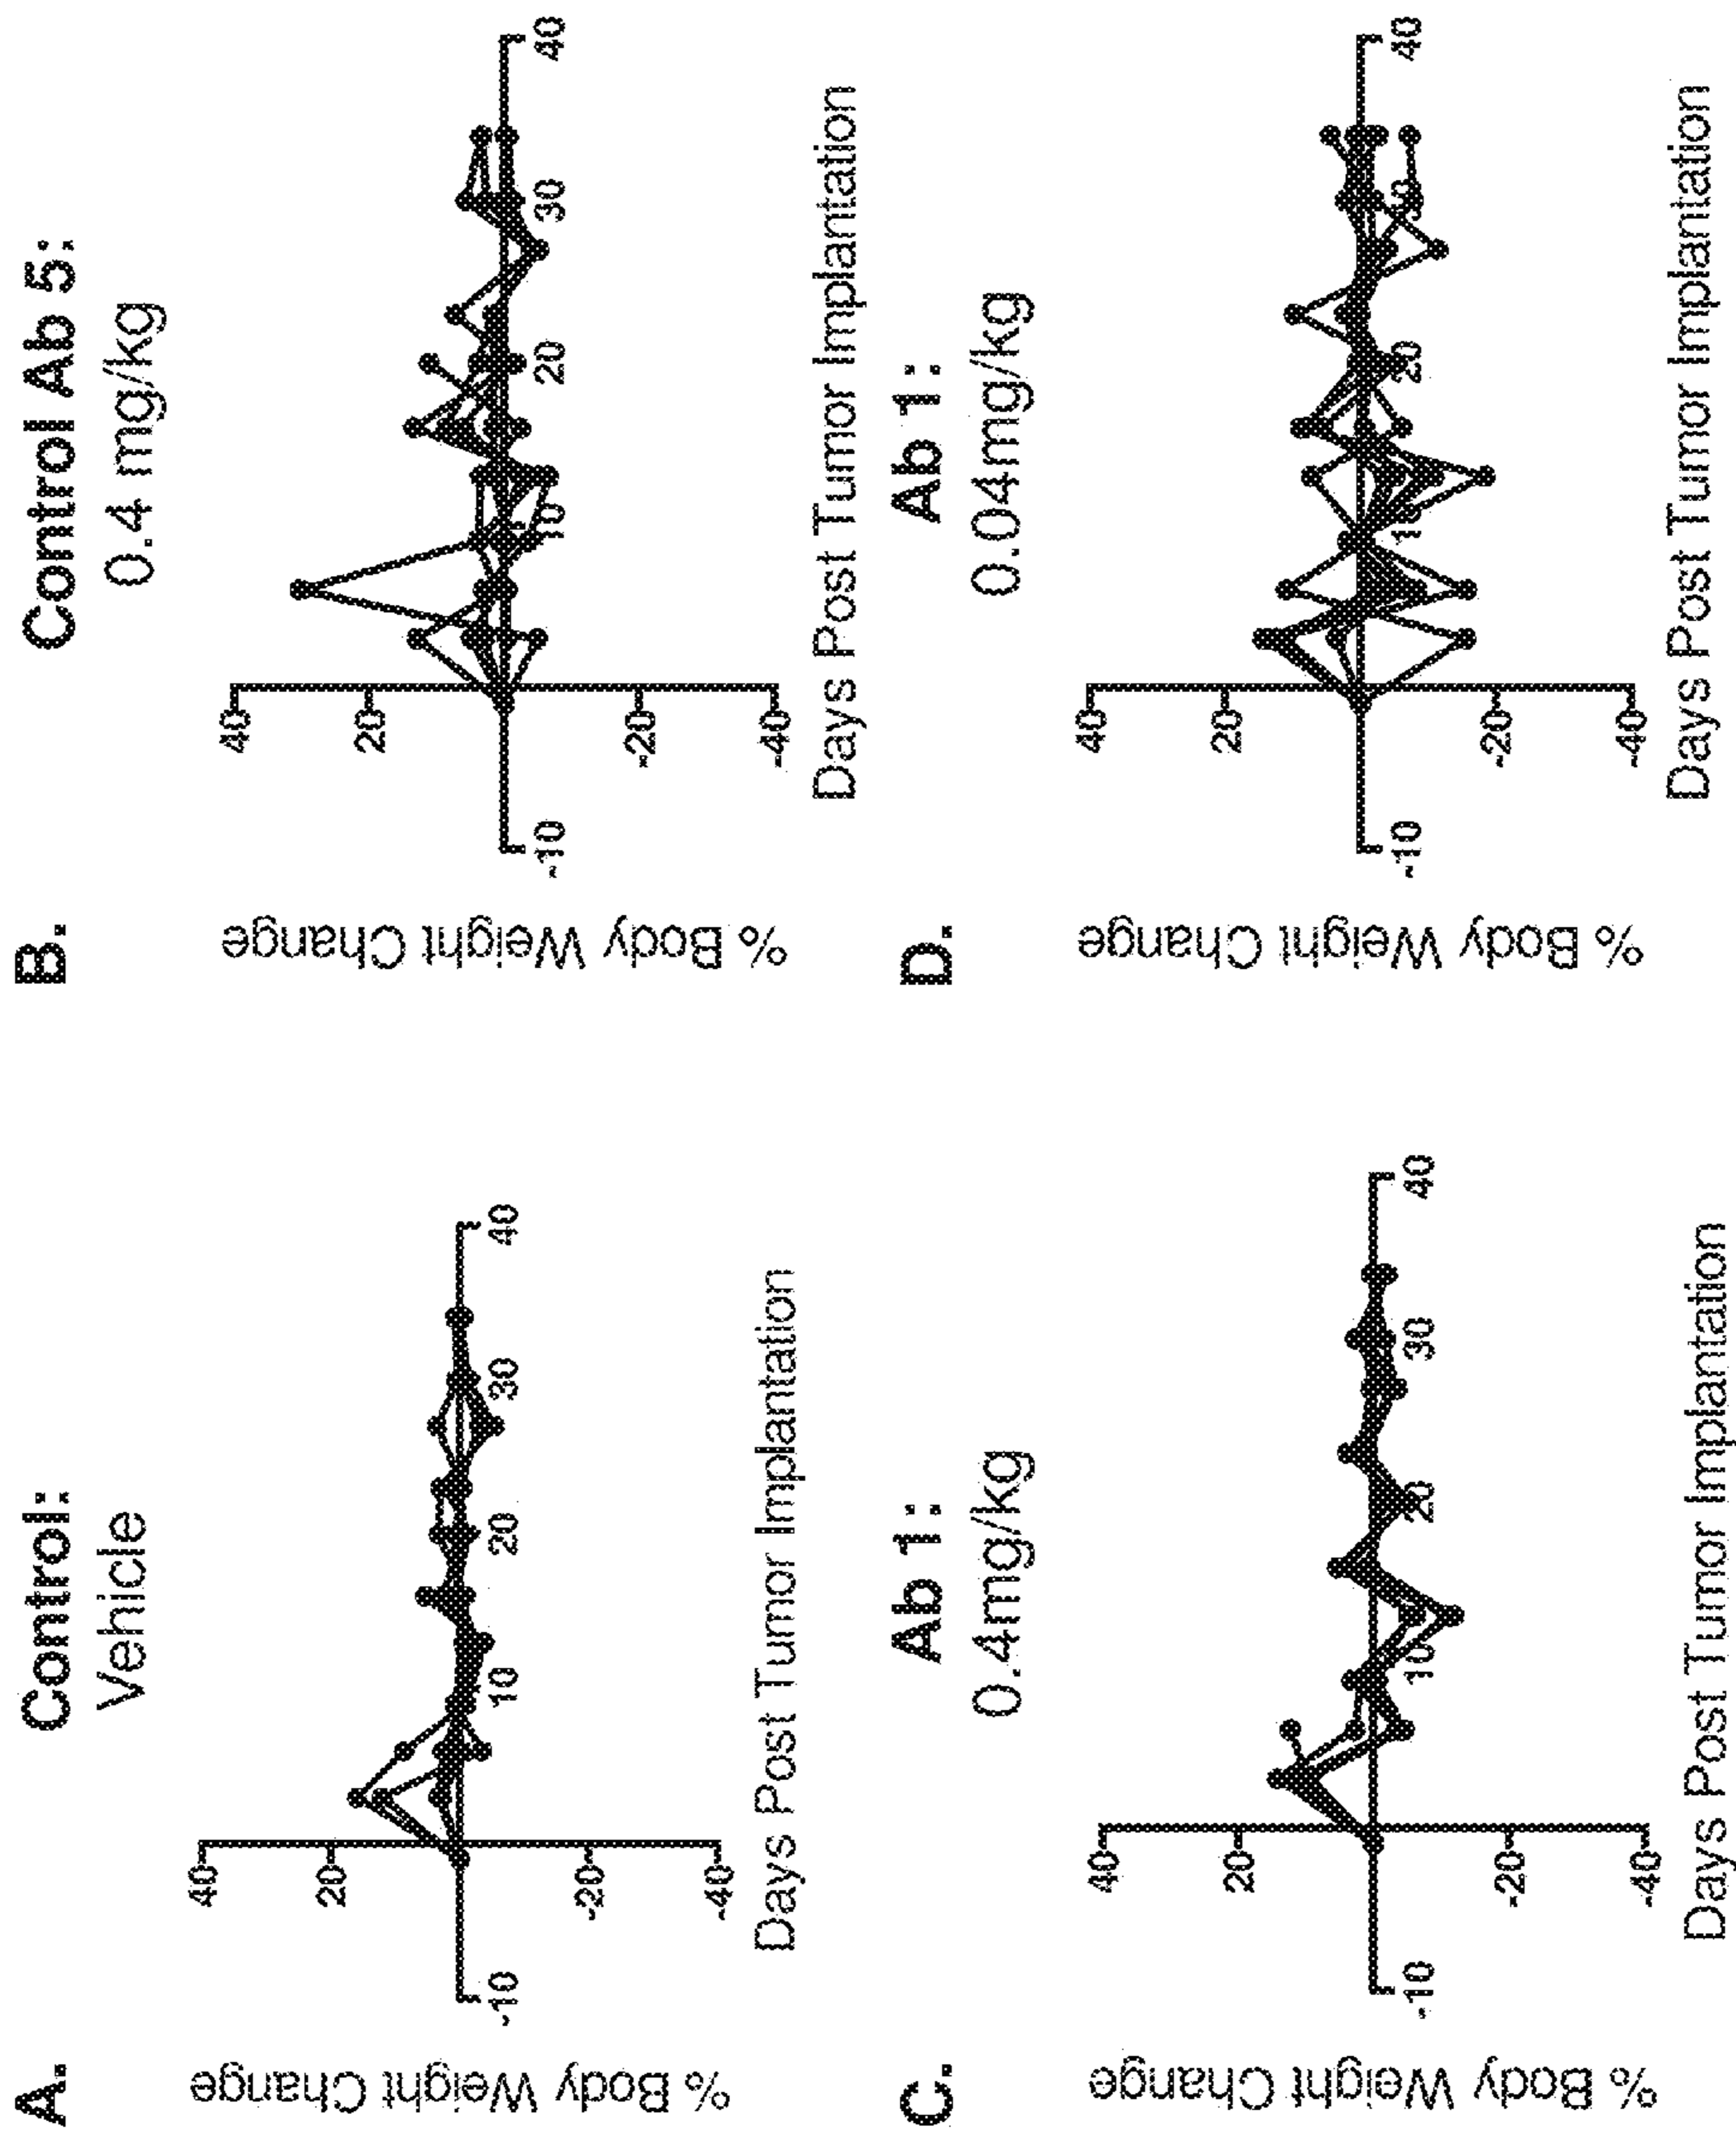 A.
Control:
Vehicle
% Body Weight Change
40
20
-20
-40
-10
10
20
30
40
Days Post Tumor Implantation
B.
Control Ab 5:
0.4 mg/kg
% Body Weight Change
40
20
-20
-40
-10
10
20
30
40
Days Post Tumor Implantation
C.
Ab 1:
0.4mg/kg
% Body Weight Change
40
20
-20
-40
-10
10
20
30
40
Days Post Tumor Implantation
D.
Ab 1:
0.04mg/kg
% Body Weight Change
40
20
-20
-40
-10
10
20
30
40
Days Post Tumor Implantation